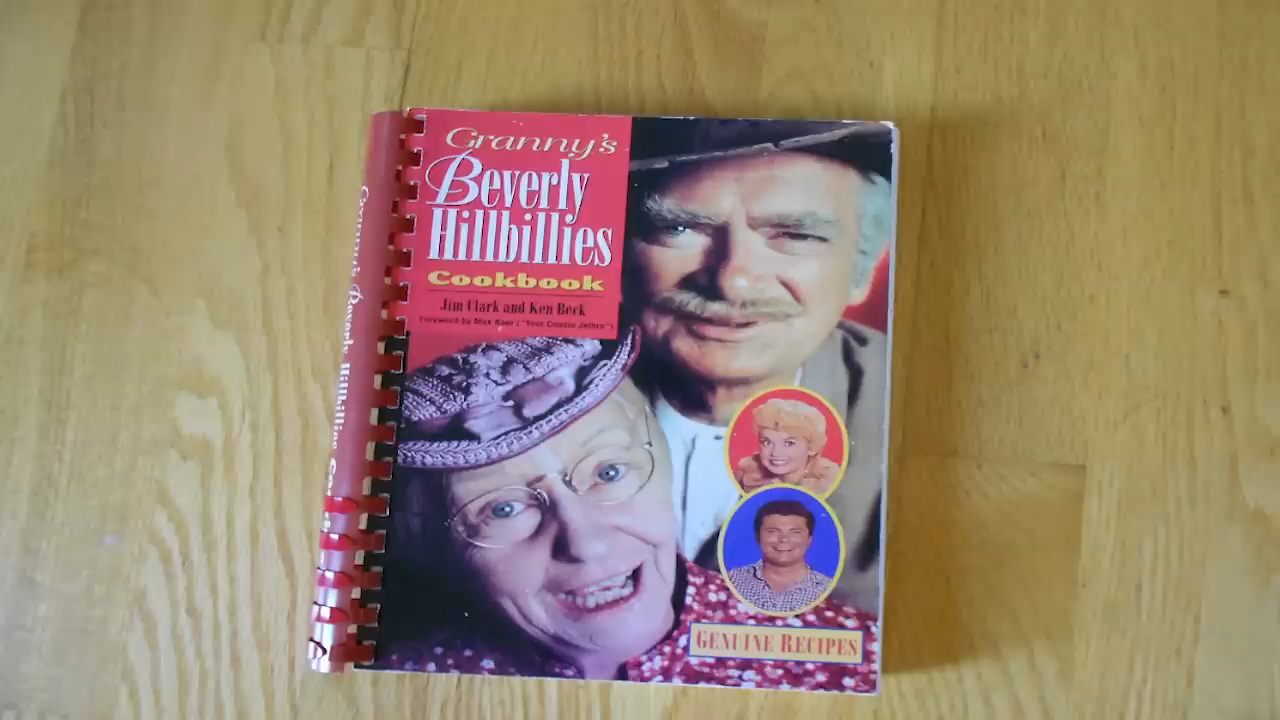 Granny's
Beverly
Hillbillies
Cookbook
Jim Clark and Ken Beck
Foreword by Max Baer ("Your Cousin Jethro")
GENUINE RECIPES
Granny's Beverly Hillbillies